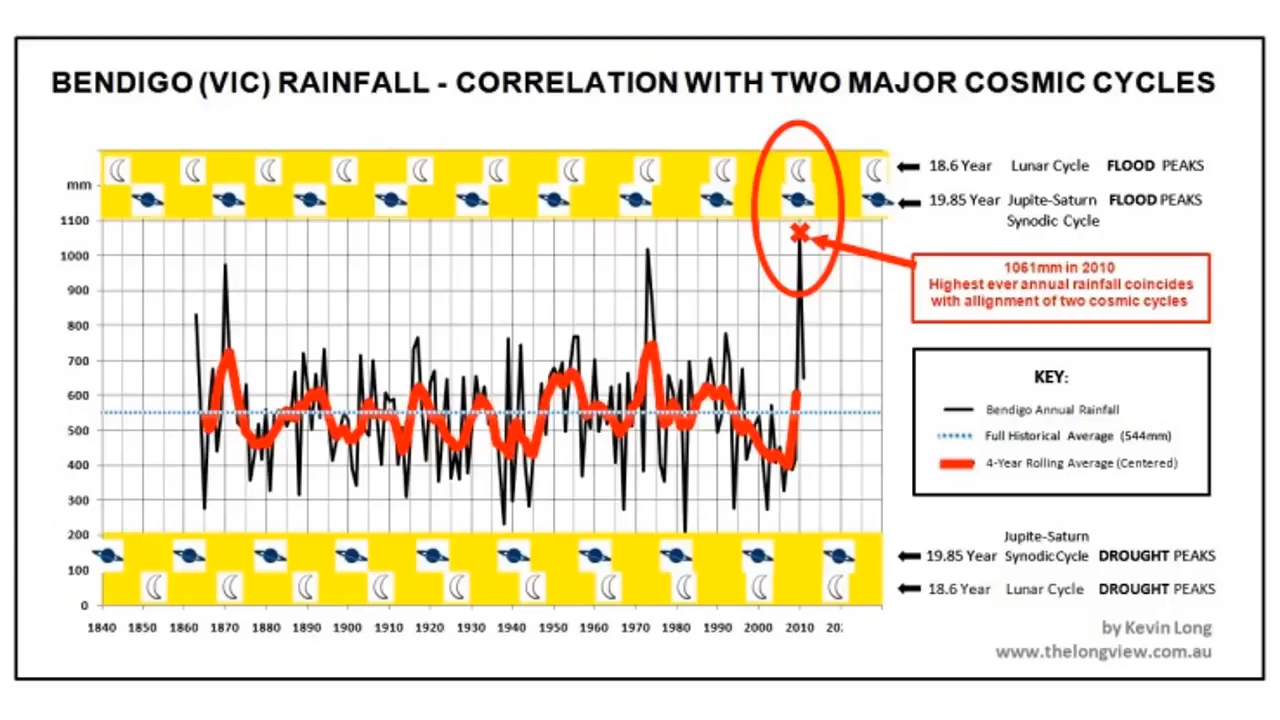 BENDIGO (VIC) RAINFALL - CORRELATION WITH TWO MAJOR COSMIC CYCLES
18.6 Year Lunar Cycle FLOOD PEAKS
mm
19.85 Year Jupite-Saturn FLOOD PEAKS
Synodic Cycle
1100
1000
900
800
700
600
500
400
300
200
100
0
1061mm in 2010
Highest ever annual rainfall coincides
with allignment of two cosmic cycles
KEY:
Bendigo Annual Rainfall
Full Historical Average (544mm)
4-Year Rolling Average (Centered)
Jupite-Saturn
19.85 Year Synodic Cycle DROUGHT PEAKS
18.6 Year Lunar Cycle DROUGHT PEAKS
1840 1850 1860 1870 1880 1890 1900 1910 1920 1930 1940 1950 1960 1970 1980 1990 2000 2010
by Kevin Long
www.thelongview.com.au